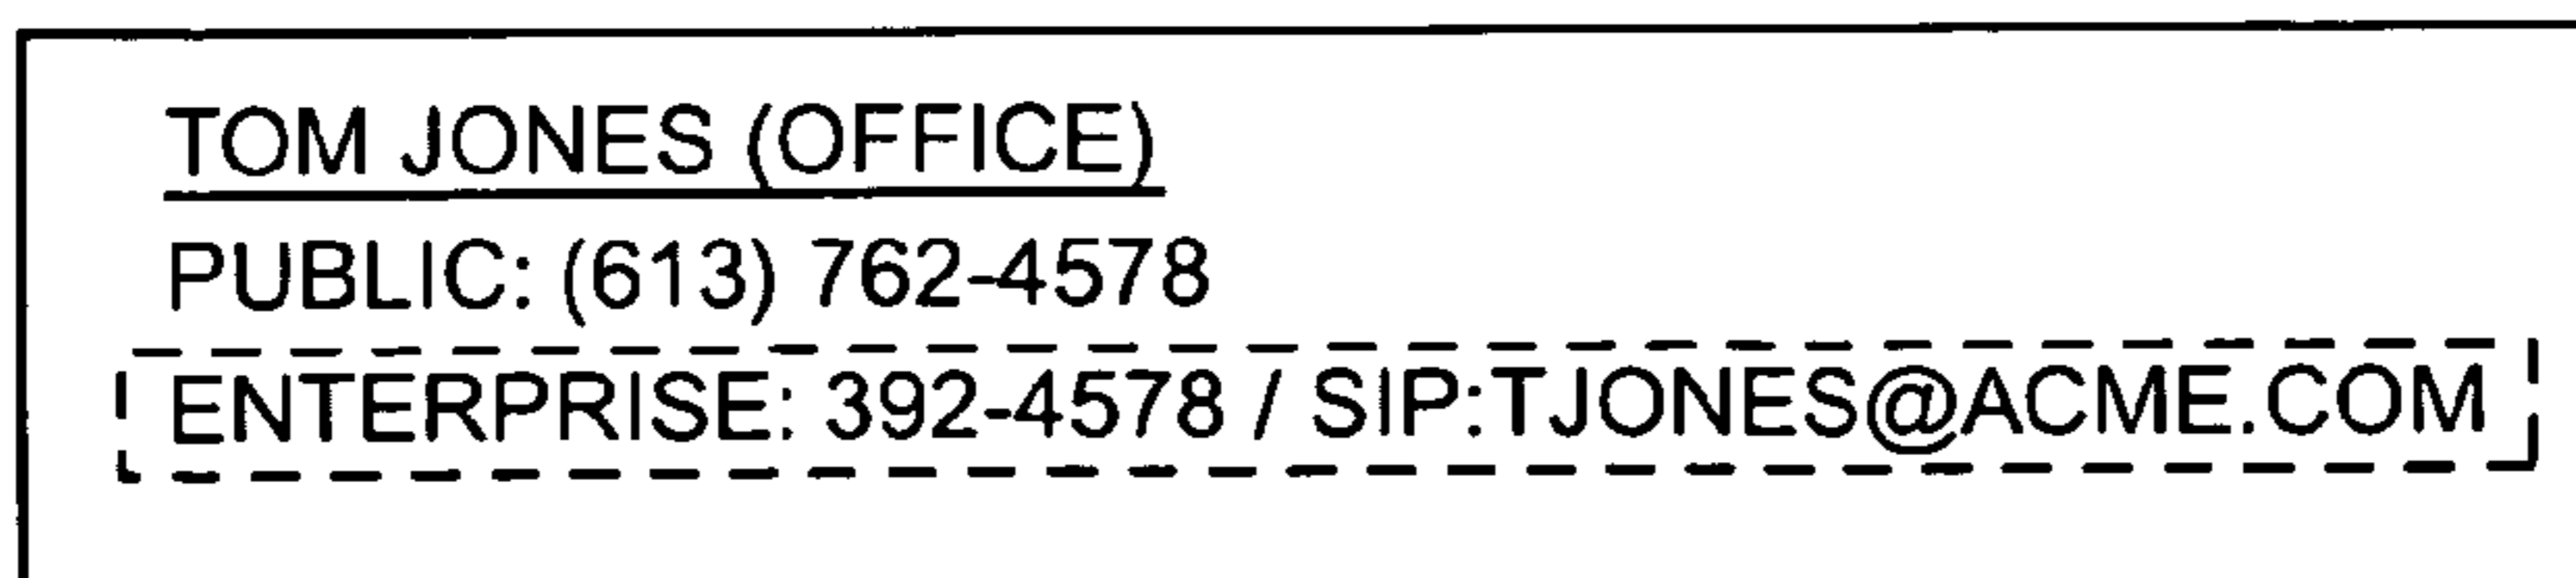 TOM JONES (OFFICE)
PUBLIC: (613) 762-4578
ENTERPRISE: 392-4578 / SIP:TJONES@ACME.COM